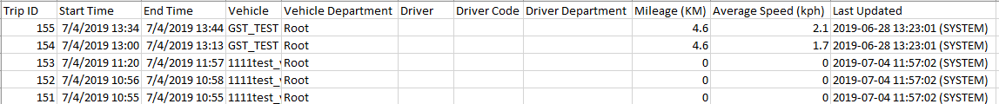 Trip ID Start Time End Time Vehicle Vehicle Department Driver Driver Code Driver Department Mileage (KM) Average Speed (kph) Last Updated
155 7/4/2019 13:34 7/4/2019 13:44 GST_TEST Root 4.6 2.1 2019-06-28 13:23:01 (SYSTEM)
154 7/4/2019 13:00 7/4/2019 13:13 GST_TEST Root 4.6 1.7 2019-06-28 13:23:01 (SYSTEM)
153 7/4/2019 11:20 7/4/2019 11:57 1111test_ Root 0 0 2019-07-04 11:57:02 (SYSTEM)
152 7/4/2019 10:56 7/4/2019 10:58 1111test_ Root 0 0 2019-07-04 11:57:02 (SYSTEM)
151 7/4/2019 10:55 7/4/2019 10:55 1111test_ Root 0 0 2019-07-04 11:57:02 (SYSTEM)